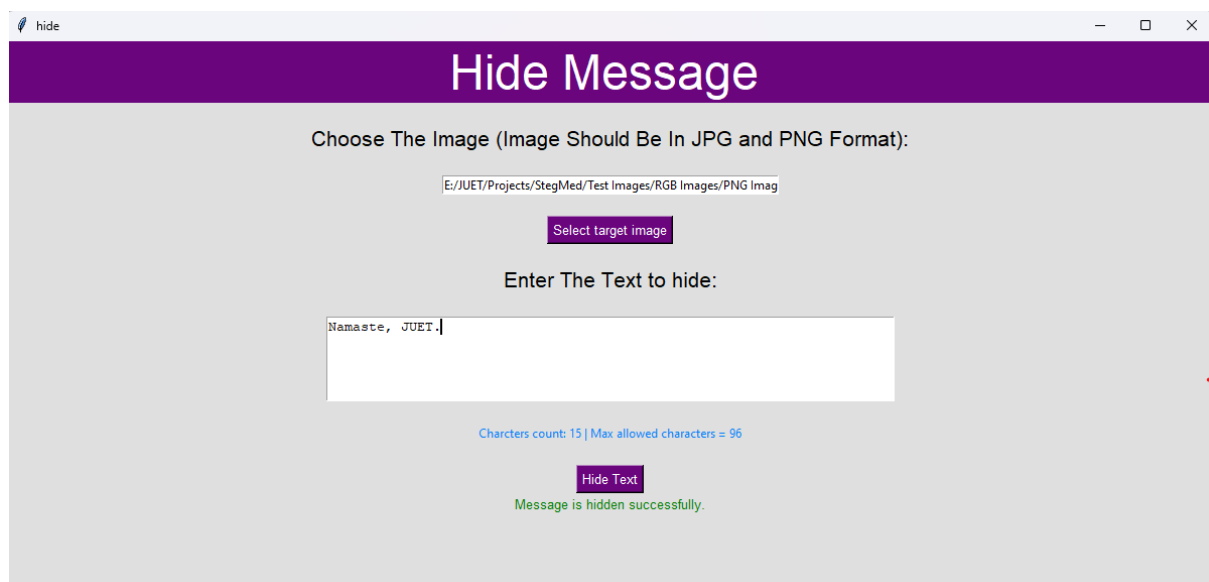 hide
Hide Message
Choose The Image (Image Should Be In JPG and PNG Format):
E:/JUET/Projects/StegMed/Test Images/RGB Images/PNG Imag
Select target image
Enter The Text to hide:
Namaste, JUET.
Charcters count: 15 | Max allowed characters = 96
Hide Text
Message is hidden successfully.